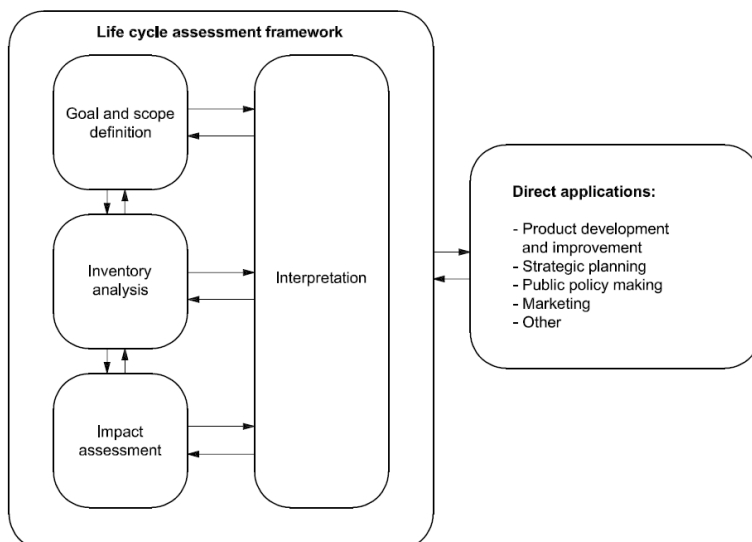 Life cycle assessment framework
Goal and scope
definition
Inventory
analysis
Impact
assessment
Interpretation
Direct applications:
- Product development
and improvement
- Strategic planning
- Public policy making
- Marketing
- Other